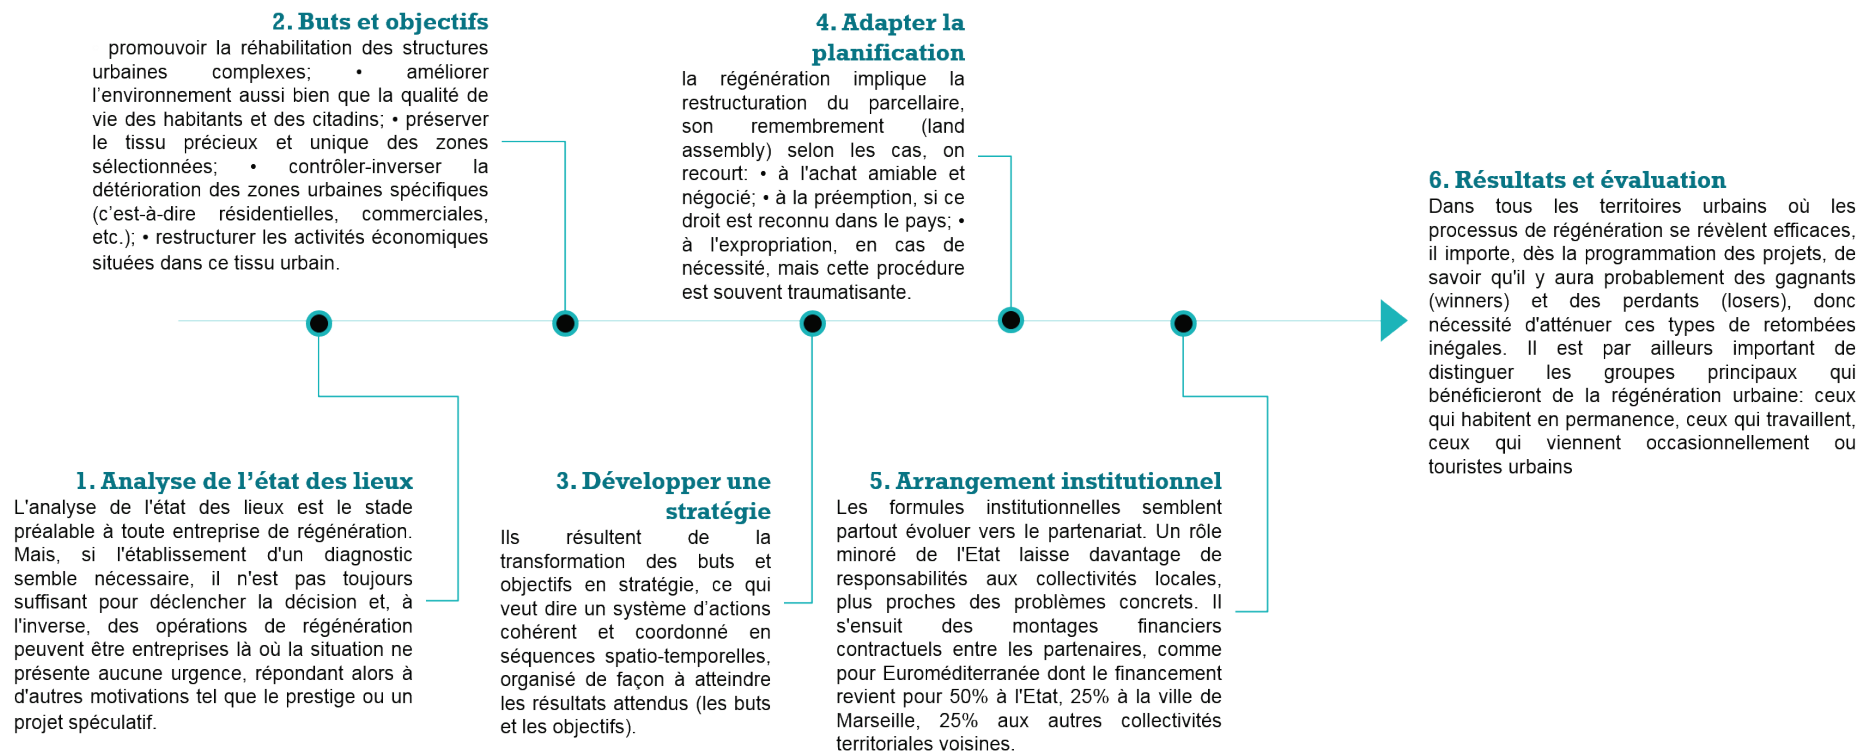 2. Buts et objectifs
promouvoir la réhabilitation des structures
urbaines complexes; • améliorer
l’environnement aussi bien que la qualité de
vie des habitants et des citadins; • préserver
le tissu précieux et unique des zones
sélectionnées; • contrôler-inverser la
détérioration des zones urbaines spécifiques
(c’est-à-dire résidentielles, commerciales,
etc.); • restructurer les activités économiques
situées dans ce tissu urbain.
4. Adapter la
planification
la régénération implique la
restructuration du parcellaire,
son remembrement (land
assembly) selon les cas, on
recourt: • à l'achat amiable et
négocié; • à la préemption, si ce
droit est reconnu dans le pays; •
à l'expropriation, en cas de
nécessité, mais cette procédure
est souvent traumatisante.
6. Résultats et évaluation
Dans tous les territoires urbains où les
processus de régénération se révèlent efficaces,
il importe, dès la programmation des projets, de
savoir qu'il y aura probablement des gagnants
(winners) et des perdants (losers), donc
nécessité d'atténuer ces types de retombées
inégales. Il est par ailleurs important de
distinguer les groupes principaux qui
bénéficieront de la régénération urbaine: ceux
qui habitent en permanence, ceux qui travaillent,
ceux qui viennent occasionnellement ou
touristes urbains
1. Analyse de l’état des lieux
L'analyse de l'état des lieux est le stade
préalable à toute entreprise de régénération.
Mais, si l'établissement d'un diagnostic
semble nécessaire, il n'est pas toujours
suffisant pour déclencher la décision et, à
l'inverse, des opérations de régénération
peuvent être entreprises là où la situation ne
présente aucune urgence, répondant alors à
d'autres motivations tel que le prestige ou un
projet spéculatif.
3. Développer une
stratégie
Ils résultent de la
transformation des buts et
objectifs en stratégie, ce qui
veut dire un système d’actions
cohérent et coordonné en
séquences spatio-temporelles,
organisé de façon à atteindre
les résultats attendus (les buts
et les objectifs).
5. Arrangement institutionnel
Les formules institutionnelles semblent
partout évoluer vers le partenariat. Un rôle
minoré de l'Etat laisse davantage de
responsabilités aux collectivités locales,
plus proches des problèmes concrets. Il
s'ensuit des montages financiers
contractuels entre les partenaires, comme
pour Euroméditerranée dont le financement
revient pour 50% à l'Etat, 25% à la ville de
Marseille, 25% aux autres collectivités
territoriales voisines.